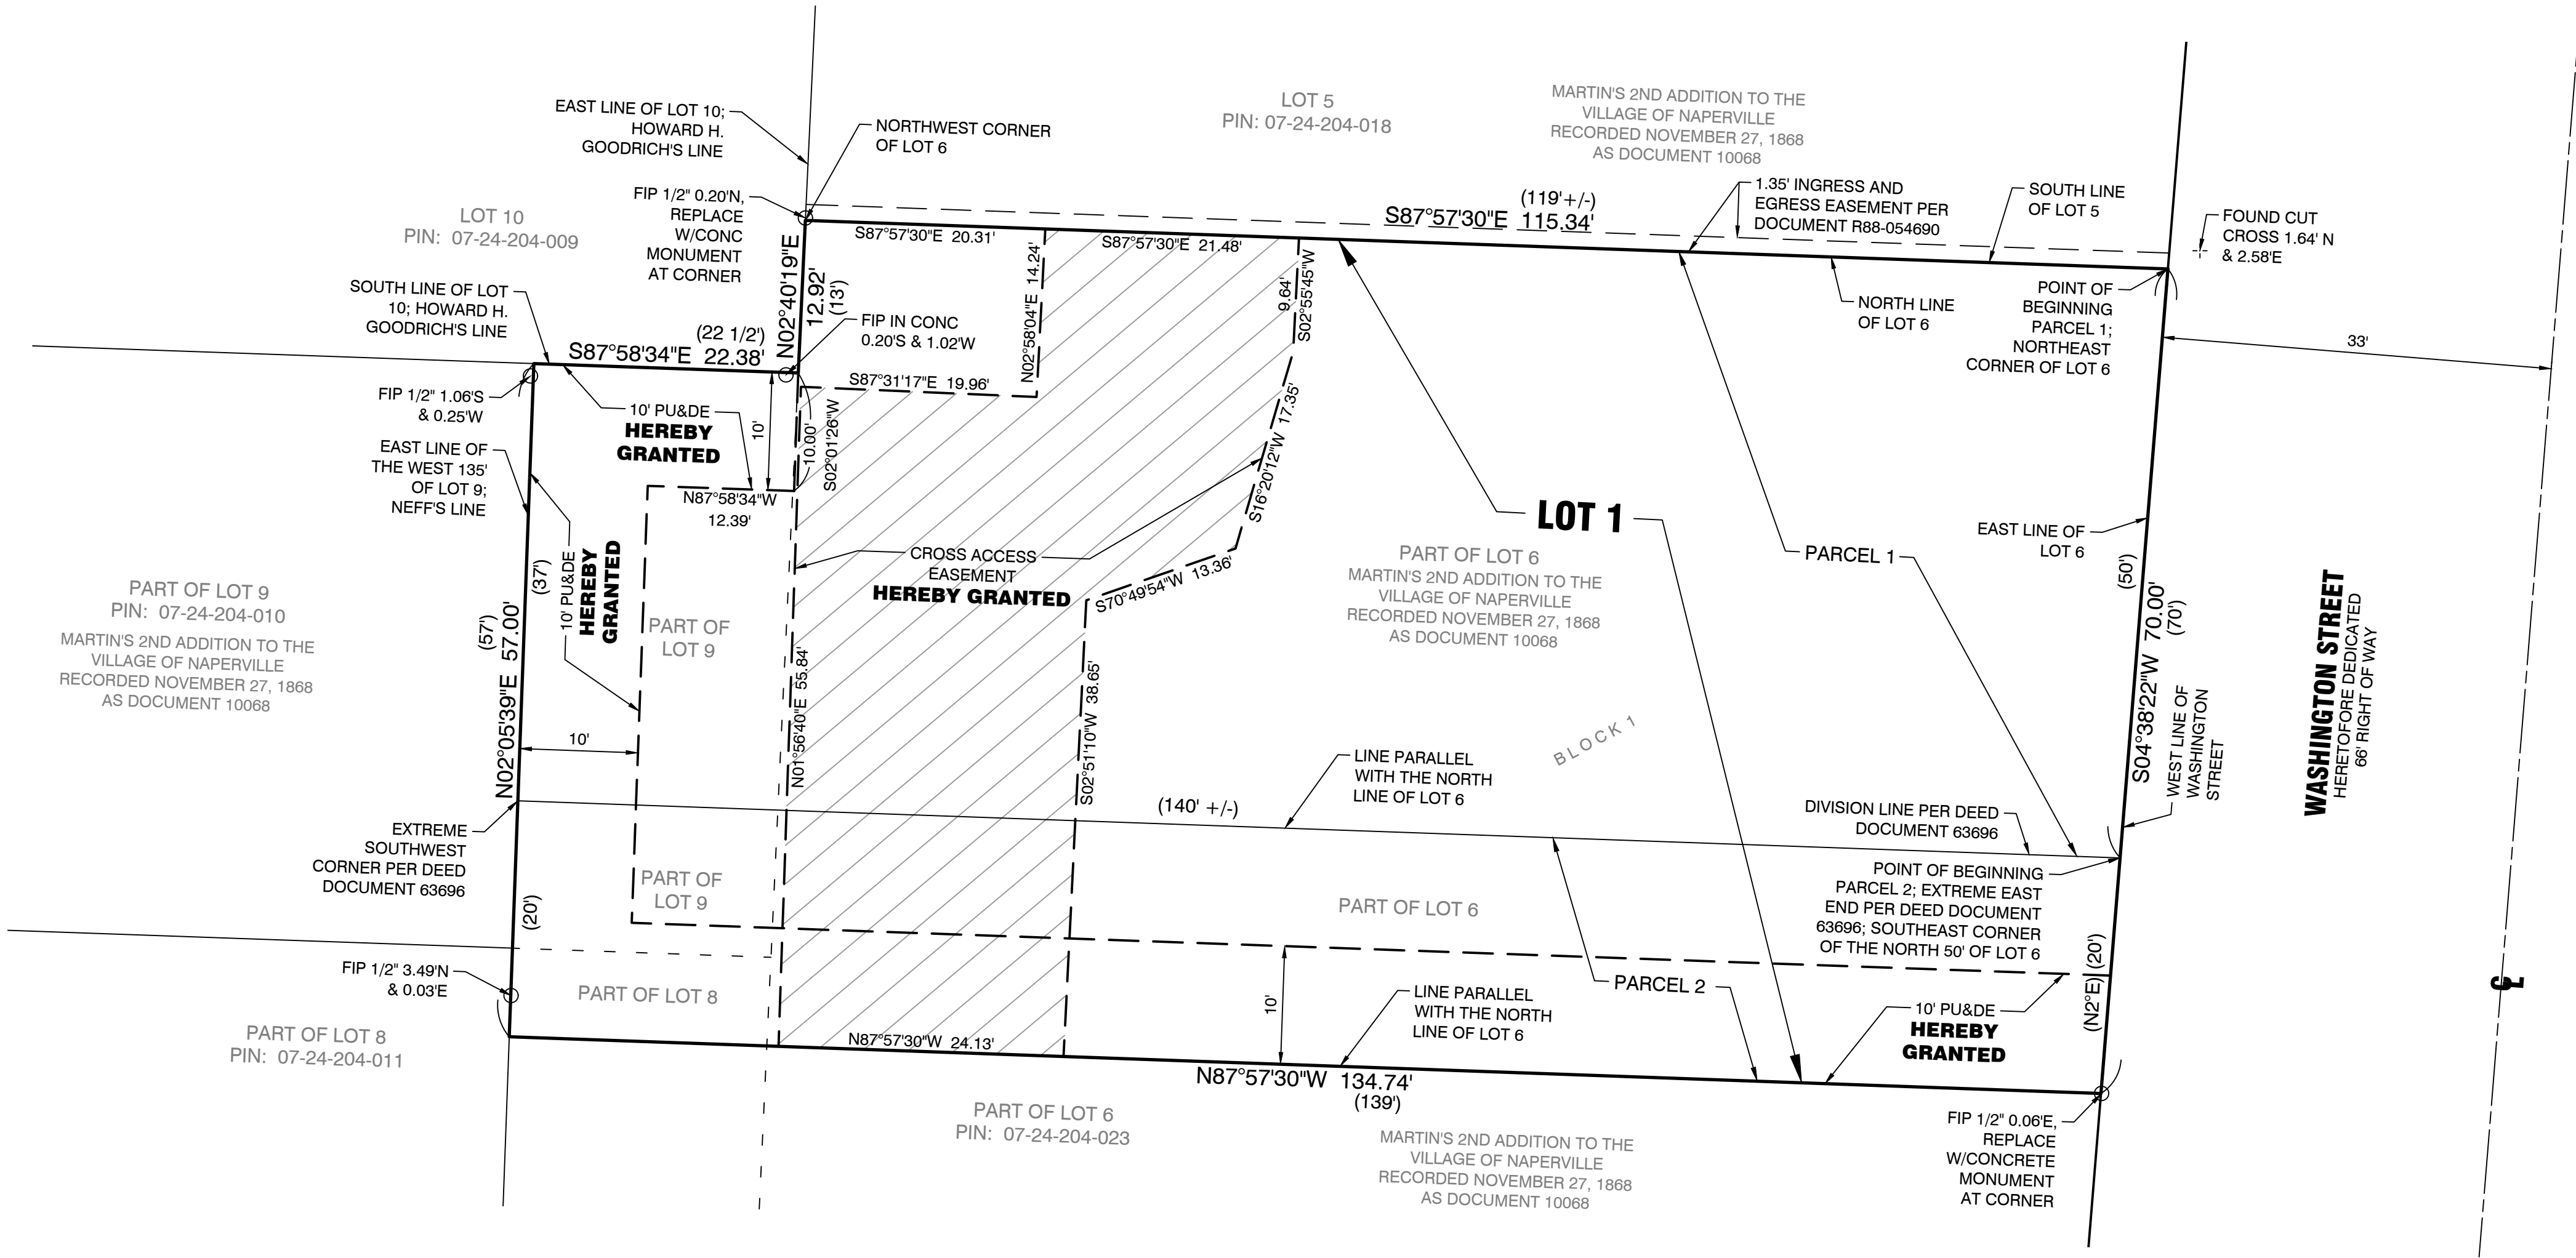 EAST LINE OF LOT 10;
HOWARD H.
GOODRICH'S LINE
NORTHWEST CORNER
OF LOT 6
LOT 5
PIN: 07-24-204-018
MARTIN'S 2ND ADDITION TO THE
VILLAGE OF NAPERVILLE
RECORDED NOVEMBER 27, 1868
AS DOCUMENT 10068
FIP 1/2" 0.20'N,
REPLACE
W/CONC
MONUMENT
AT CORNER
LOT 10
PIN: 07-24-204-009
(119'+/-)
S87°57'30"E 115.34'
1.35' INGRESS AND
EGRESS EASEMENT PER
DOCUMENT R88-054690
SOUTH LINE
OF LOT 5
FOUND CUT
CROSS 1.64' N
& 2.58'E
S87°57'30"E 20.31'
S87°57'30"E 21.48'
N02°40'19"E
12.92'
(13')
N02°58'04"E 14.24'
9.64'
S02°55'45"W
SOUTH LINE OF LOT
10; HOWARD H.
GOODRICH'S LINE
(22 1/2')
S87°58'34"E 22.38'
FIP IN CONC
0.20'S & 1.02'W
NORTH LINE
OF LOT 6
POINT OF
BEGINNING
PARCEL 1;
NORTHEAST
CORNER OF LOT 6
33'
S87°31'17"E 19.96'
FIP 1/2" 1.06'S
& 0.25'W
10' PU&DE
HEREBY
GRANTED
10'
10.00'
S02°01'26"W
S16°20'12"W 17.35'
EAST LINE OF
THE WEST 135'
OF LOT 9;
NEFF'S LINE
N87°58'34"W
12.39'
LOT 1
EAST LINE OF
LOT 6
PARCEL 1
(50')
CROSS ACCESS
EASEMENT
HEREBY GRANTED
S70°49'54"W 13.36'
PART OF LOT 6
MARTIN'S 2ND ADDITION TO THE
VILLAGE OF NAPERVILLE
RECORDED NOVEMBER 27, 1868
AS DOCUMENT 10068
(37')
10' PU&DE
HEREBY
GRANTED
PART OF LOT 9
PIN: 07-24-204-010
MARTIN'S 2ND ADDITION TO THE
VILLAGE OF NAPERVILLE
RECORDED NOVEMBER 27, 1868
AS DOCUMENT 10068
(57')
N02°05'39"E 57.00'
PART OF
LOT 9
N01°56'40"E 55.84'
S02°51'10"W 38.65'
S04°38'22"W 70.00'
(70')
WEST LINE OF
WASHINGTON
STREET
WASHINGTON STREET
HERETOFORE DEDICATED
66' RIGHT OF WAY
10'
BLOCK 1
LINE PARALLEL
WITH THE NORTH
LINE OF LOT 6
(140' +/-)
DIVISION LINE PER DEED
DOCUMENT 63696
EXTREME
SOUTHWEST
CORNER PER DEED
DOCUMENT 63696
(20')
PART OF
LOT 9
PART OF LOT 6
POINT OF BEGINNING
PARCEL 2; EXTREME EAST
END PER DEED DOCUMENT
63696; SOUTHEAST CORNER
OF THE NORTH 50' OF LOT 6
(N2°E) (20')
CL
FIP 1/2" 3.49'N
& 0.03'E
PART OF LOT 8
10'
PARCEL 2
LINE PARALLEL
WITH THE NORTH
LINE OF LOT 6
10' PU&DE
HEREBY
GRANTED
PART OF LOT 8
PIN: 07-24-204-011
N87°57'30"W 24.13'
N87°57'30"W 134.74'
(139')
PART OF LOT 6
PIN: 07-24-204-023
MARTIN'S 2ND ADDITION TO THE
VILLAGE OF NAPERVILLE
RECORDED NOVEMBER 27, 1868
AS DOCUMENT 10068
FIP 1/2" 0.06'E,
REPLACE
W/CONCRETE
MONUMENT
AT CORNER